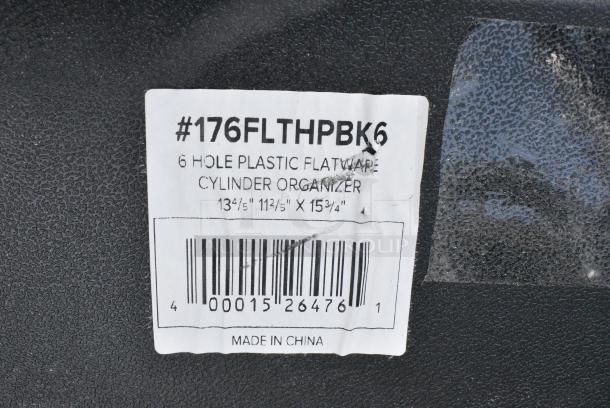 #176FLTHPBK6
6 HOLE PLASTIC FLATWARE
CYLINDER ORGANIZER
13⁴/₅" 11²/₅" X 15³/₄"
4 00015 26476 1
MADE IN CHINA